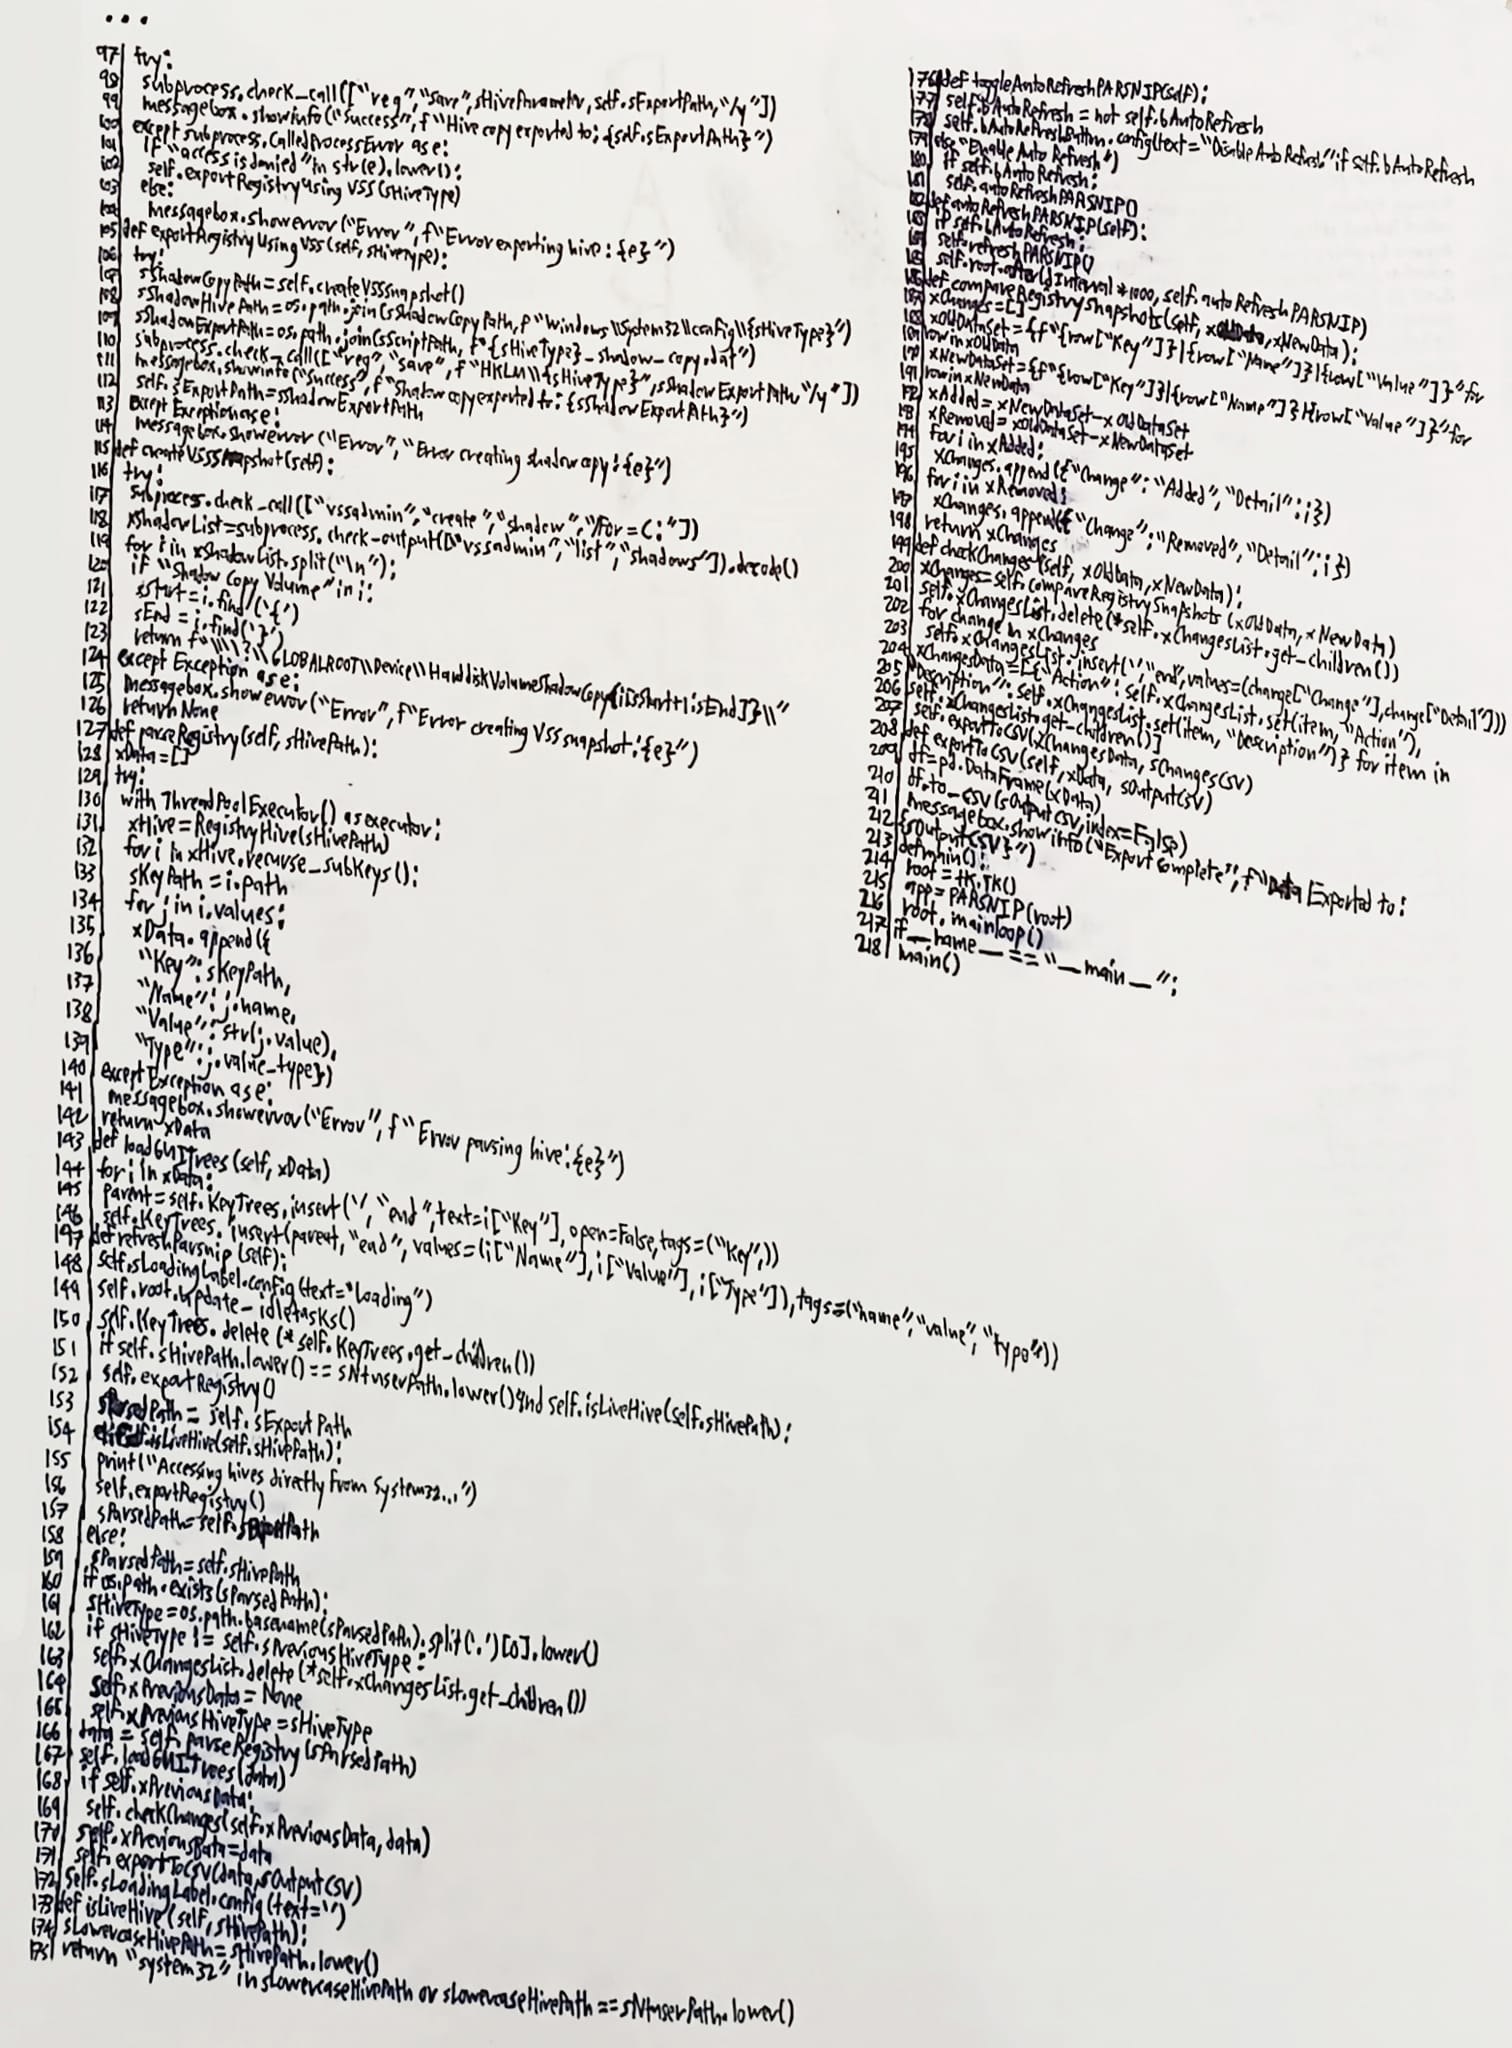 ...
97 try:
98 subprocess.check_call(["reg","save",sHiveParameter,self.sExportPath,"/y"])
99 messagebox.showinfo("Success",f"Hive copy exported to: {self.sExportPath}")
100 except subprocess.CalledProcessError as e:
101 if "access is denied" in str(e).lower():
102 self.exportRegistryUsingVSS(sHiveType)
103 else:
104 messagebox.showerror("Error",f"Error exporting hive: {e}")
105 def exportRegistryUsingVSS(self,sHiveType):
106 try:
107 sShadowCopyPath=self.createVSSSnapshot()
108 sShadowHivePath=os.path.join(sShadowCopyPath,f"Windows\\System32\\config\\{sHiveType}")
109 sShadowExportPath=os.path.join(sScriptPath, f"{sHiveType}_shadow_copy.dat")
110 subprocess.check_call(["reg","save",f"HKLM\\{sHiveType}",sShadowExportPath,"/y"])
111 messagebox.showinfo("Success",f"Shadow copy exported to: {sShadowExportPath}")
112 self.sExportPath=sShadowExportPath
113 except Exception as e:
114 messagebox.showerror("Error","Error creating shadow copy: {e}")
115 def createVSSSnapshot(self):
116 try:
117 subprocess.check_call(["vssadmin","create","shadow","/For=C:"])
118 xShadowList=subprocess.check_output(["vssadmin","list","shadows"]).decode()
119 for i in xShadowList.split("\n"):
120 if "Shadow Copy Volume" in i:
121 sStart=i.find('{')
122 sEnd=i.find('}')
123 return f"\\\\?\\GLOBALROOT\\Device\\HarddiskVolumeShadowCopy{i[sStart+1:sEnd]}\\"
124 except Exception as e:
125 messagebox.showerror("Error",f"Error creating VSS snapshot: {e}")
126 return None
127 def parseRegistry(self, sHivePath):
128 xData=[]
129 try:
130 with ThreadPoolExecutor() as executor:
131 xHive=RegistryHive(sHivePath)
132 for i in xHive.recurse_subkeys():
133 sKeyPath=i.path
134 for j in i.values:
135 xData.append({
136 "Key": sKeyPath,
137 "Name": j.name,
138 "Value": str(j.value),
139 "Type": j.value_type})
140 except Exception as e:
141 messagebox.showerror("Error",f"Error parsing hive: {e}")
142 return xData
143 def loadGUITrees(self, xData)
144 for i in xData:
145 parent=self.KeyTrees.insert('',"end",text=i["Key"], open=False,tags=("Key",))
146 self.KeyTrees.insert(parent,"end", values=(i["Name"],i["Value"],i["Type"]),tags=("name","value","type"))
147 def refreshParsnip(self):
148 self.sLoadingLabel.config(text="loading")
149 self.root.update_idletasks()
150 self.KeyTrees.delete(*self.KeyTrees.get_children())
151 if self.sHivePath.lower()==sNtuserPath.lower() and self.isLiveHive(self.sHivePath):
152 self.exportRegistry()
153 sParsedPath=self.sExportPath
154 elif self.isLiveHive(self.sHivePath):
155 print("Accessing hives directly from System32...")
156 self.exportRegistry()
157 sParsedPath=self.sExportPath
158 else:
159 sParsedPath=self.sHivePath
160 if os.path.exists(sParsedPath):
161 sHiveType=os.path.basename(sParsedPath).split('.')[0].lower()
162 if sHiveType != self.sPreviousHiveType:
163 self.xChangesList.delete(*self.xChangesList.get_children())
164 self.xPreviousData=None
165 self.xPreviousHiveType=sHiveType
166 data=self.parseRegistry(sParsedPath)
167 self.loadGUITrees(data)
168 if self.xPreviousData:
169 self.checkChanges(self.xPreviousData,data)
170 self.xPreviousData=data
171 self.exportToCSV(data,sOutputCSV)
172 self.sLoadingLabel.config(text='')
173 def isLiveHive(self,sHivePath):
174 sLowercaseHivePath=sHivePath.lower()
175 return "system32" in sLowercaseHivePath or sLowercaseHivePath==sNtuserPath.lower()
176 def toggleAutoRefreshPARSNIP(self):
177 self.bAutoRefresh = not self.bAutoRefresh
178 self.bAutoRefreshButton.config(text="Disable Auto Refresh" if self.bAutoRefresh
179 else "Enable Auto Refresh")
180 if self.bAutoRefresh:
181 self.autoRefreshPARSNIP()
182 def autoRefreshPARSNIP(self):
183 if self.bAutoRefresh:
184 self.refreshPARSNIP()
185 self.root.after(dInterval*1000, self.autoRefreshPARSNIP)
186 def compareRegistrySnapshots(self, xOldData,xNewData):
187 xChanges=[]
188 xOldDataSet={f"{row["Key"]}|{row["Name"]}|{row["Value"]}" for
189 row in xOldData
190 xNewDataSet={f"{row["Key"]}|{row["Name"]}|{row["Value"]}" for
191 row in xNewData
192 xAdded=xNewDataSet-xOldDataSet
193 xRemoved=xOldDataSet-xNewDataSet
194 for i in xAdded:
195 xChanges.append({"Change":"Added","Detail":i})
196 for i in xRemoved:
197 xChanges.append({"Change":"Removed","Detail":i})
198 return xChanges
199 def checkChanges(self, xOldData,xNewData):
200 xChanges=self.compareRegistrySnapshots(xOldData,xNewData)
201 self.xChangesList.delete(*self.xChangesList.get_children())
202 for change in xChanges
203 self.xChangesList.insert('',"end",values=(change["Change"],change["Detail"]))
204 xChangesData=[{"Action": self.xChangesList.set(item,"Action"),
205 "Description": self.xChangesList.set(item,"Description")} for item in
206 self.xChangesList.get_children()]
207 self.exportToCSV(xChangesData,sChangesCSV)
208 def exportToCSV(self,xData, sOutputCSV)
209 df=pd.DataFrame(xData)
210 df.to_csv(sOutputCSV,index=False)
211 messagebox.showinfo("Export Complete",f"Data Exported to:
212 {sOutputCSV}")
213 def main():
214 root=tk.TK()
215 app=PARSNIP(root)
216 root.mainloop()
217 if __name__=="__main__":
218 main()